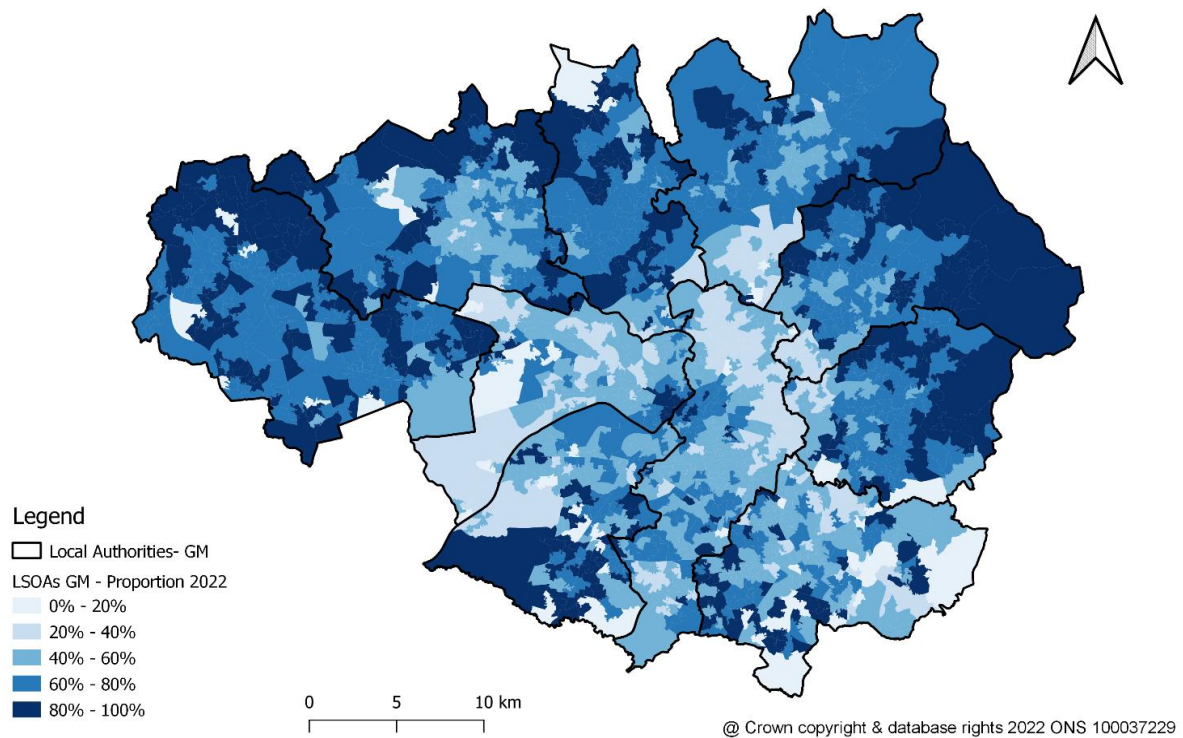 Legend
Local Authorities- GM
LSOAs GM - Proportion 2022
0% - 20%
20% - 40%
40% - 60%
60% - 80%
80% - 100%
0 5 10 km
@ Crown copyright & database rights 2022 ONS 100037229